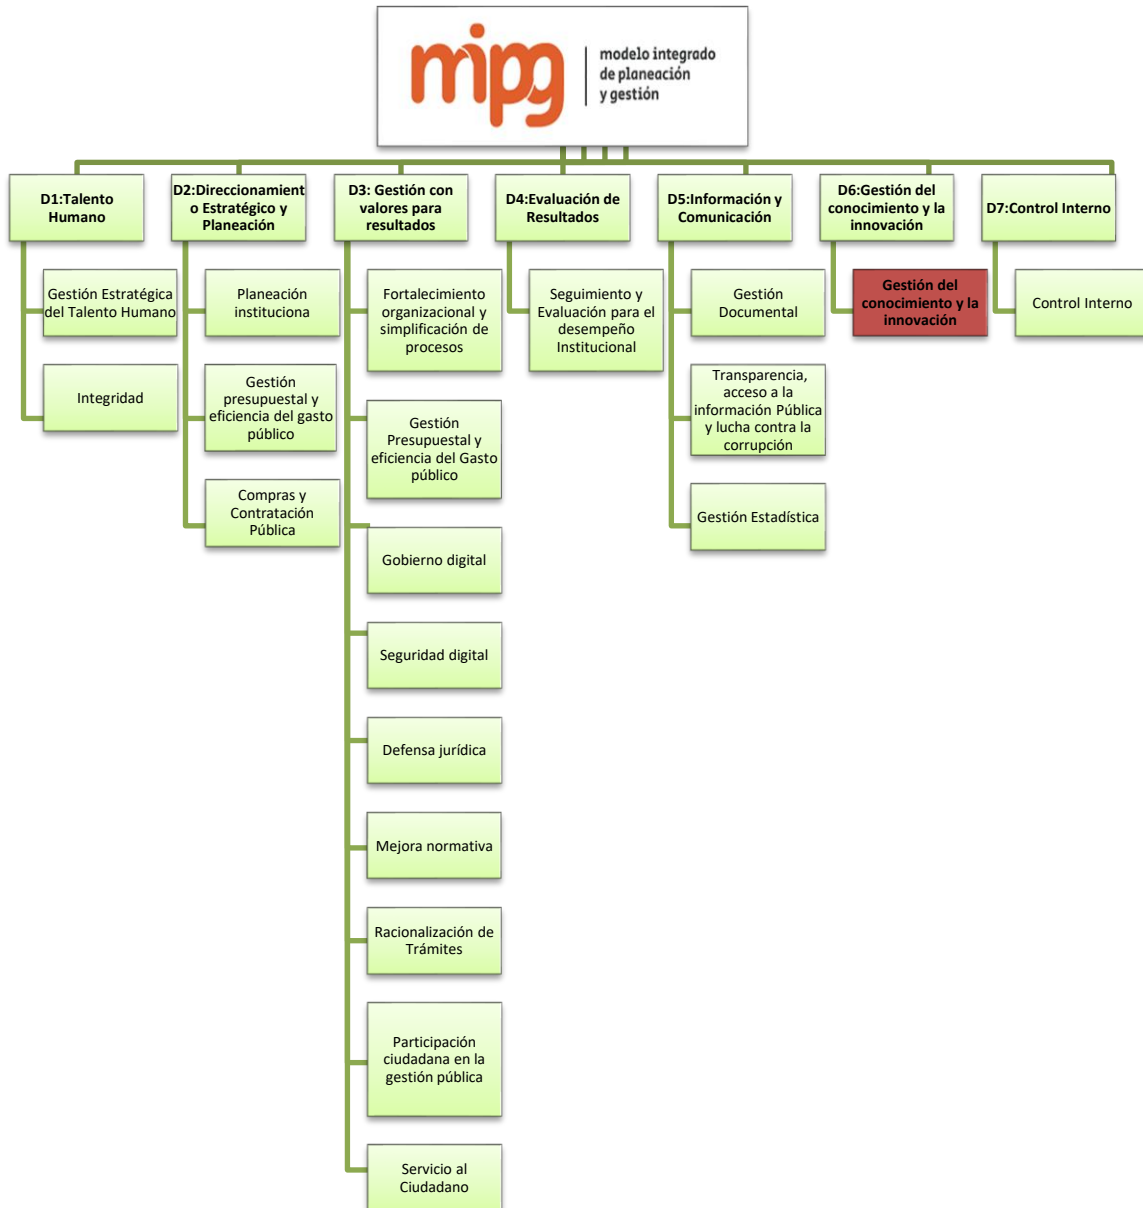 mipg
modelo integrado
de planeación
y gestión
D1:Talento
Humano
D2:Direccionamient
o Estratégico y
Planeación
D3: Gestión con
valores para
resultados
D4:Evaluación de
Resultados
D5:Información y
Comunicación
D6:Gestión del
conocimiento y la
innovación
D7:Control Interno
Gestión Estratégica
del Talento Humano
Integridad
Planeación
instituciona
Gestión
presupuestal y
eficiencia del gasto
público
Compras y
Contratación
Pública
Fortalecimiento
organizacional y
simplificación de
procesos
Gestión
Presupuestal y
eficiencia del Gasto
público
Gobierno digital
Seguridad digital
Defensa jurídica
Mejora normativa
Racionalización de
Trámites
Participación
ciudadana en la
gestión pública
Servicio al
Ciudadano
Seguimiento y
Evaluación para el
desempeño
Institucional
Gestión
Documental
Transparencia,
acceso a la
información Pública
y lucha contra la
corrupción
Gestión Estadística
Gestión del
conocimiento y la
innovación
Control Interno